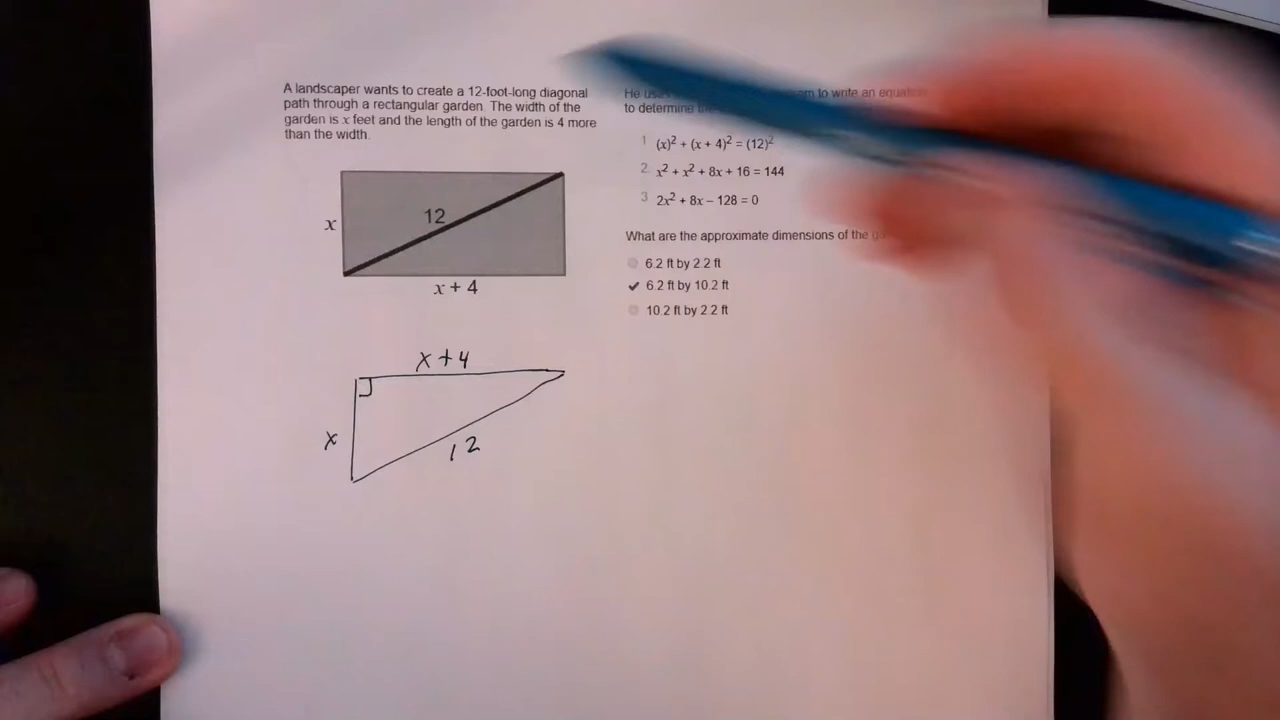 A landscaper wants to create a 12-foot-long diagonal
path through a rectangular garden. The width of the
garden is x feet and the length of the garden is 4 more
than the width.
x
12
x + 4
x + 4
x
12
He to write an
to determine
1 (x)² + (x + 4)² = (12)²
2. x² + x² + 8x + 16 = 144
3 2x² + 8x – 128 = 0
What are the approximate dimensions of the
6.2 ft by 2.2 ft
✔ 6.2 ft by 10.2 ft
10.2 ft by 2.2 ft